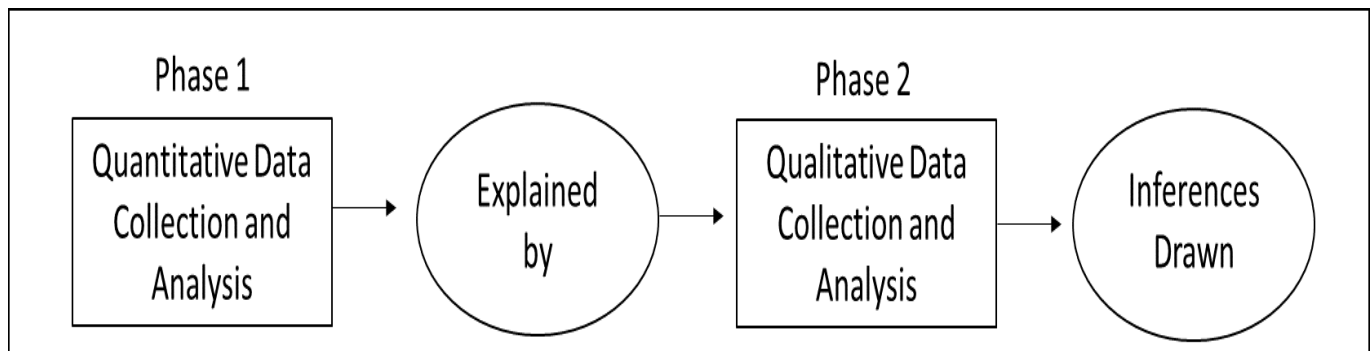 Phase 1
Quantitative Data
Collection and
Analysis
Explained
by
Phase 2
Qualitative Data
Collection and
Analysis
Inferences
Drawn